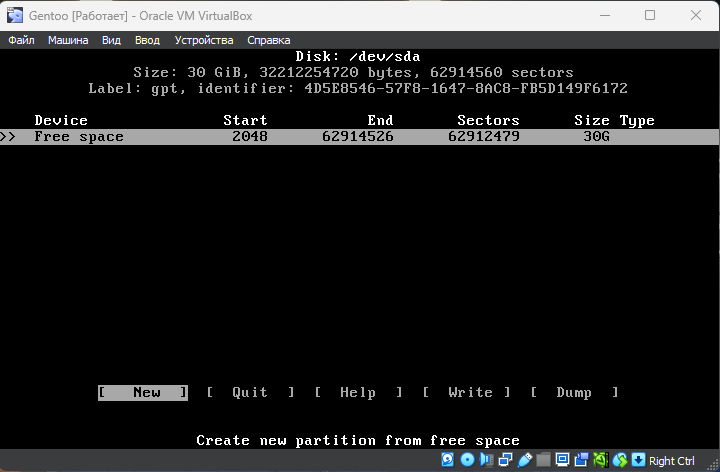 Gentoo [Работает] - Oracle VM VirtualBox
Файл Машина Вид Ввод Устройства Справка
Disk: /dev/sda
Size: 30 GiB, 32212254720 bytes, 62914560 sectors
Label: gpt, identifier: 4D5E8546-57F8-1647-8AC8-FB5D149F6172
Device Start End Sectors Size Type
>> Free space 2048 62914526 62912479 30G
[ New ] [ Quit ] [ Help ] [ Write ] [ Dump ]
Create new partition from free space
Right Ctrl